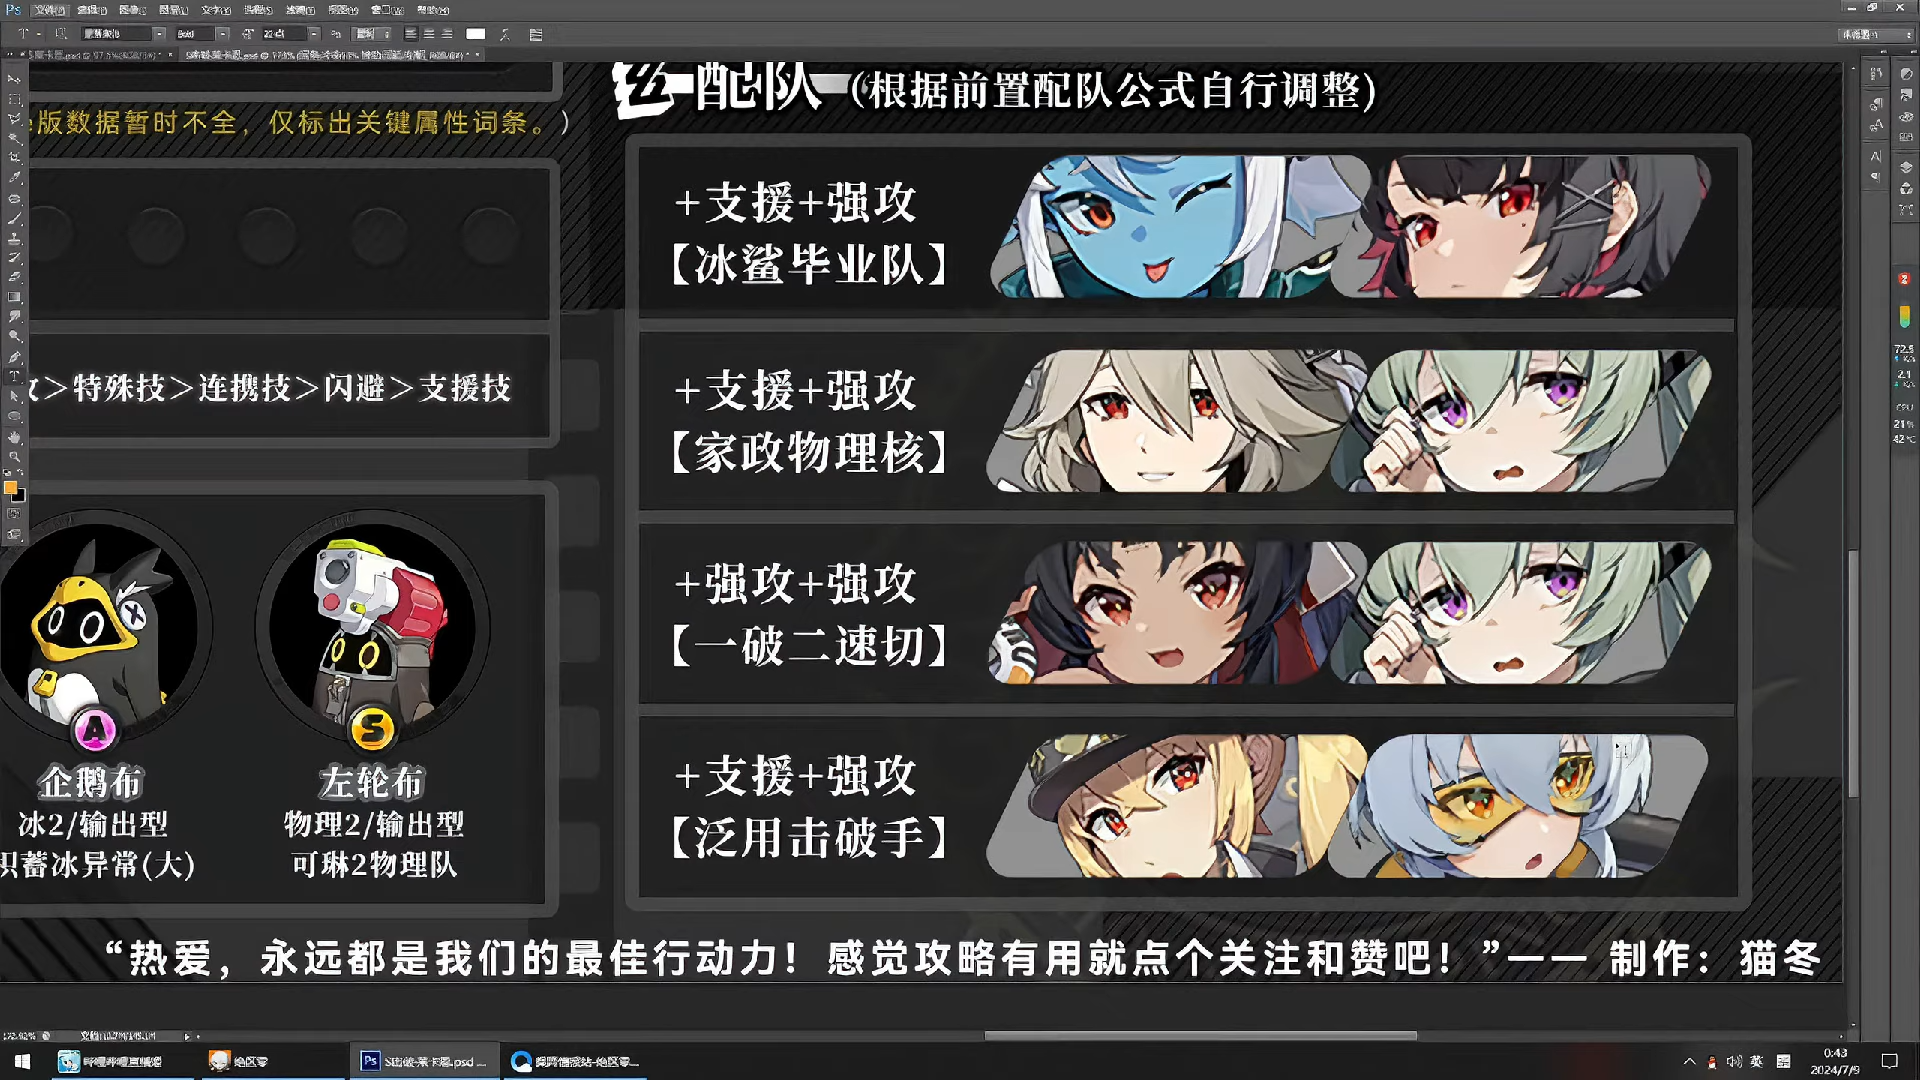 配队（根据前置配队公式自行调整）
版数据暂时不全，仅标出关键属性词条。）
+支援+强攻
【冰鲨毕业队】
>特殊技>连携技>闪避>支援技
+支援+强攻
【家政物理核】
+强攻+强攻
【一破二速切】
+支援+强攻
【泛用击破手】
A
S
企鹅布
左轮布
冰2/输出型
物理2/输出型
积蓄冰异常(大)
可琳2物理队
“热爱，永远都是我们的最佳行动力！感觉攻略有用就点个关注和赞吧！”—— 制作：猫冬
Ps
绝区零
英
0:43
2024/7/9